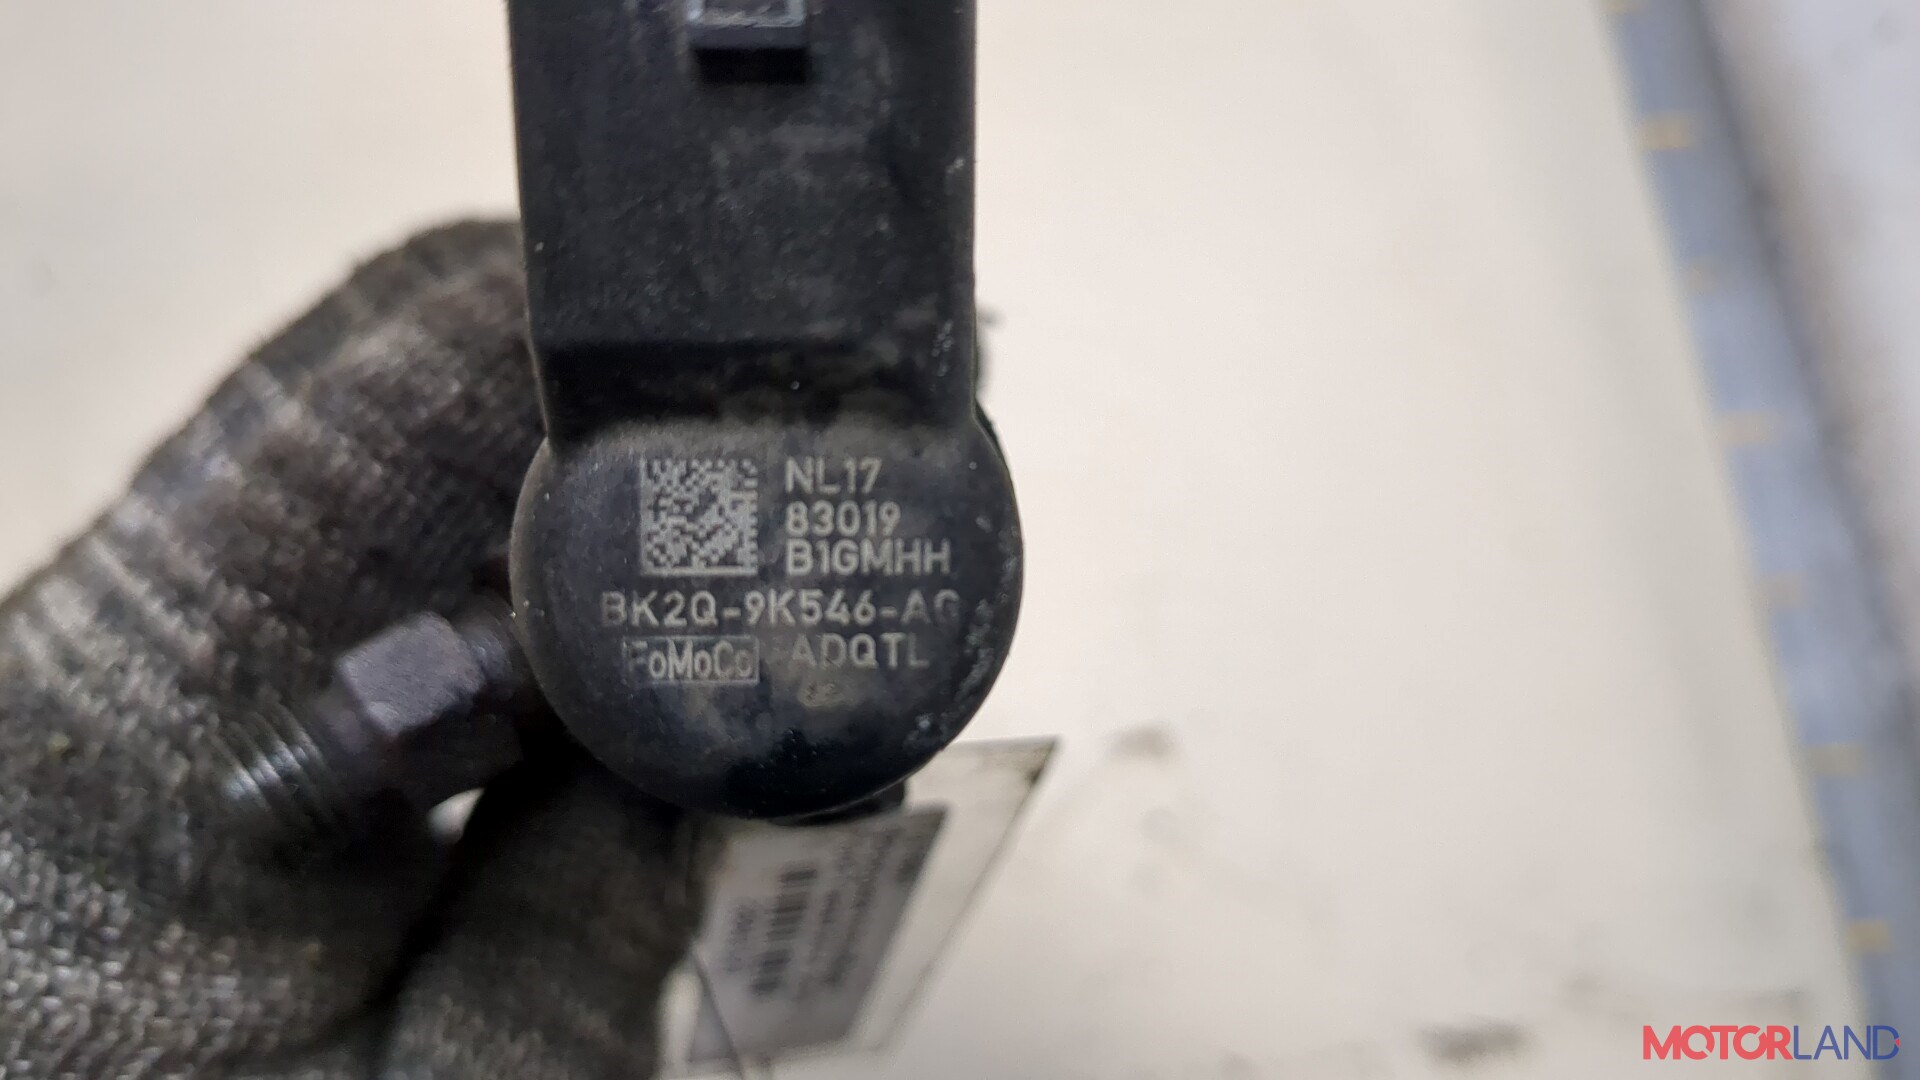 NL17
83019
B1GMHH
BK2Q-9K546-AG
FoMoCo ADQTL
MOTORLAND